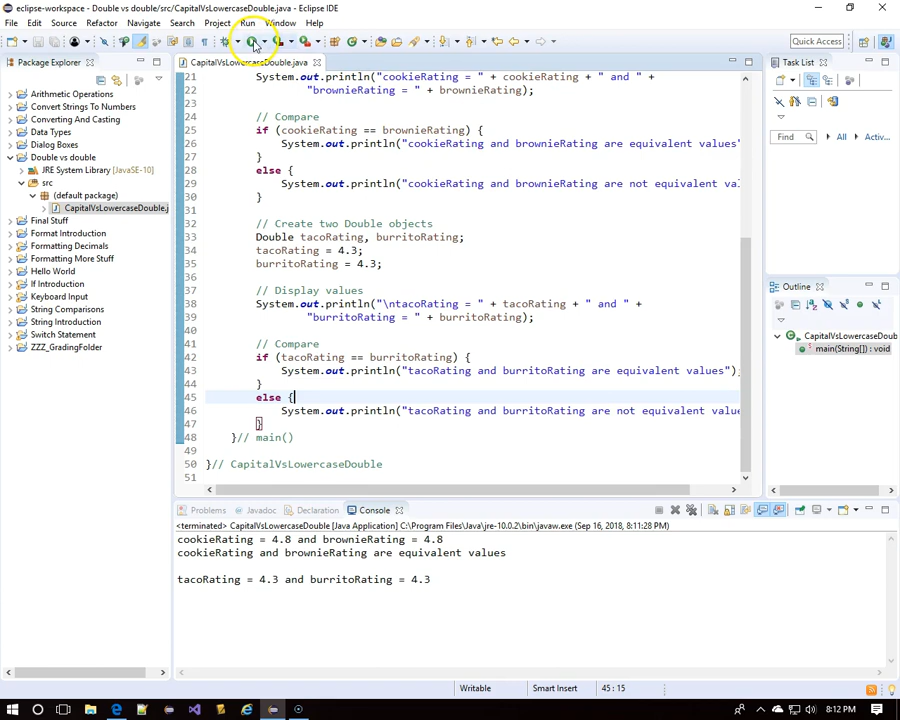 eclipse-workspace - Double vs double/src/CapitalVsLowercaseDouble.java - Eclipse IDE
File Edit Source Refactor Navigate Search Project Run Window Help
Quick Access
Package Explorer
Arithmetic Operations
Convert Strings To Numbers
Converting And Casting
Data Types
Dialog Boxes
Double vs double
JRE System Library [JavaSE-10]
src
(default package)
CapitalVsLowercaseDouble.j
Final Stuff
Format Introduction
Formatting Decimals
Formatting More Stuff
Hello World
If Introduction
Keyboard Input
String Comparisons
String Introduction
Switch Statement
ZZZ_GradingFolder
CapitalVsLowercaseDouble.java
21 System.out.println("cookieRating = " + cookieRating + " and " +
22 "brownieRating = " + brownieRating);
23
24 // Compare
25 if (cookieRating == brownieRating) {
26 System.out.println("cookieRating and brownieRating are equivalent values"
27 }
28 else {
29 System.out.println("cookieRating and brownieRating are not equivalent va
30 }
31
32 // Create two Double objects
33 Double tacoRating, burritoRating;
34 tacoRating = 4.3;
35 burritoRating = 4.3;
36
37 // Display values
38 System.out.println("\ntacoRating = " + tacoRating + " and " +
39 "burritoRating = " + burritoRating);
40
41 // Compare
42 if (tacoRating == burritoRating) {
43 System.out.println("tacoRating and burritoRating are equivalent values");
44 }
45 else {
46 System.out.println("tacoRating and burritoRating are not equivalent value
47 }
48 }// main()
49
50 }// CapitalVsLowercaseDouble
51
Task List
Find All Activ...
Outline
CapitalVsLowercaseDoub
main(String[]) : void
Problems Javadoc Declaration Console
<terminated> CapitalVsLowercaseDouble [Java Application] C:\Program Files\Java\jre-10.0.2\bin\javaw.exe (Sep 16, 2018, 8:11:28 PM)
cookieRating = 4.8 and brownieRating = 4.8
cookieRating and brownieRating are equivalent values
tacoRating = 4.3 and burritoRating = 4.3
Writable Smart Insert 45 : 15
8:12 PM